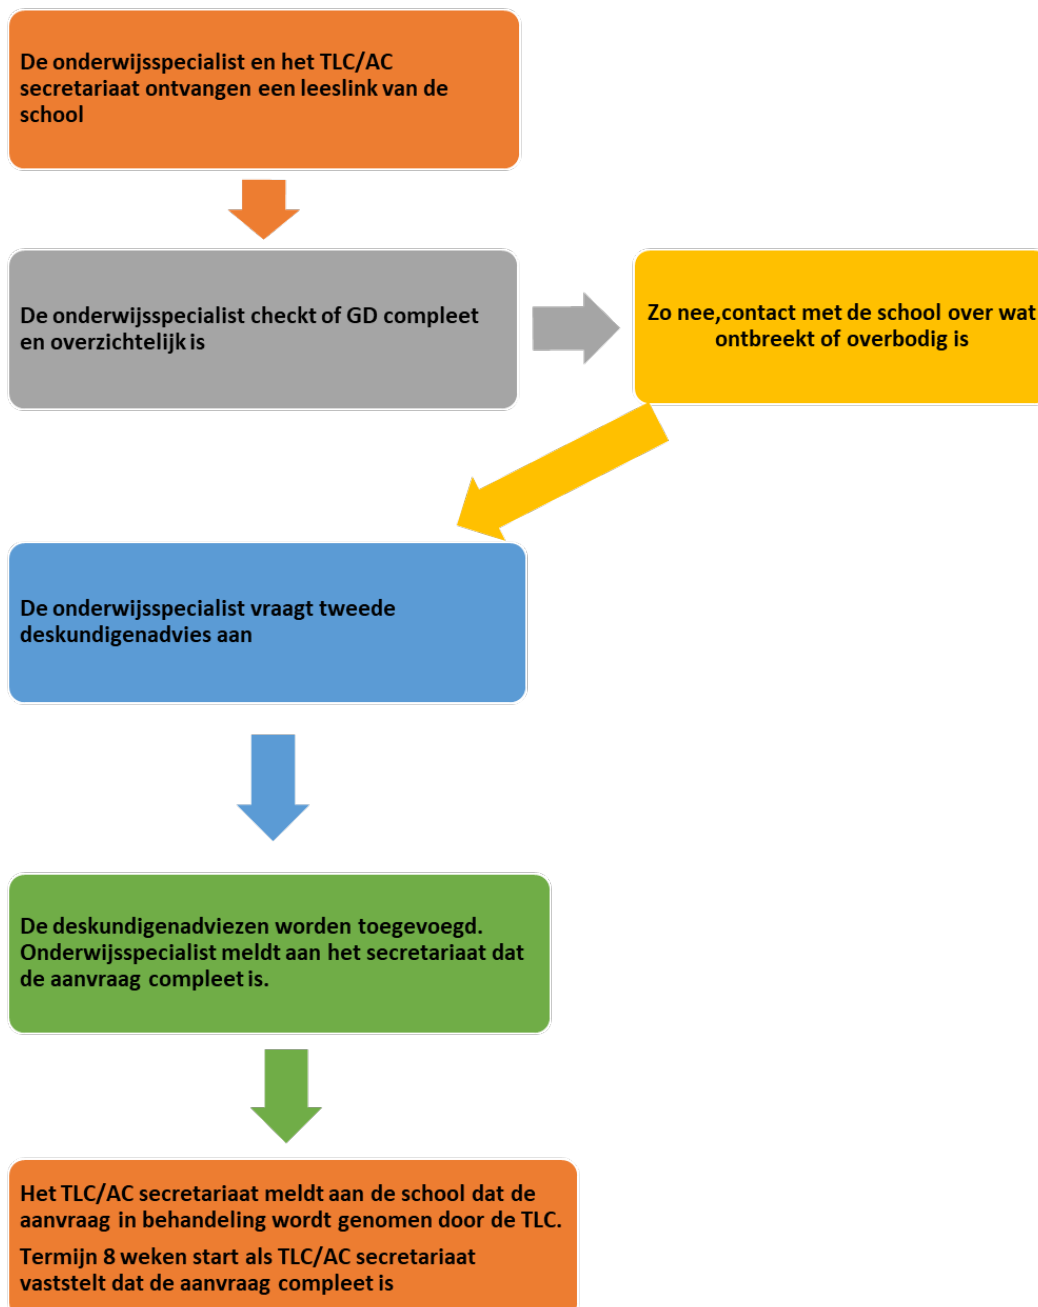 De onderwijsspecialist en het TLC/AC
secretariaat ontvangen een leeslink van de
school
De onderwijsspecialist checkt of GD compleet
en overzichtelijk is
Zo nee,contact met de school over wat
ontbreekt of overbodig is
De onderwijsspecialist vraagt tweede
deskundigenadvies aan
De deskundigenadviezen worden toegevoegd.
Onderwijsspecialist meldt aan het secretariaat dat
de aanvraag compleet is.
Het TLC/AC secretariaat meldt aan de school dat de
aanvraag in behandeling wordt genomen door de TLC.
Termijn 8 weken start als TLC/AC secretariaat
vaststelt dat de aanvraag compleet is